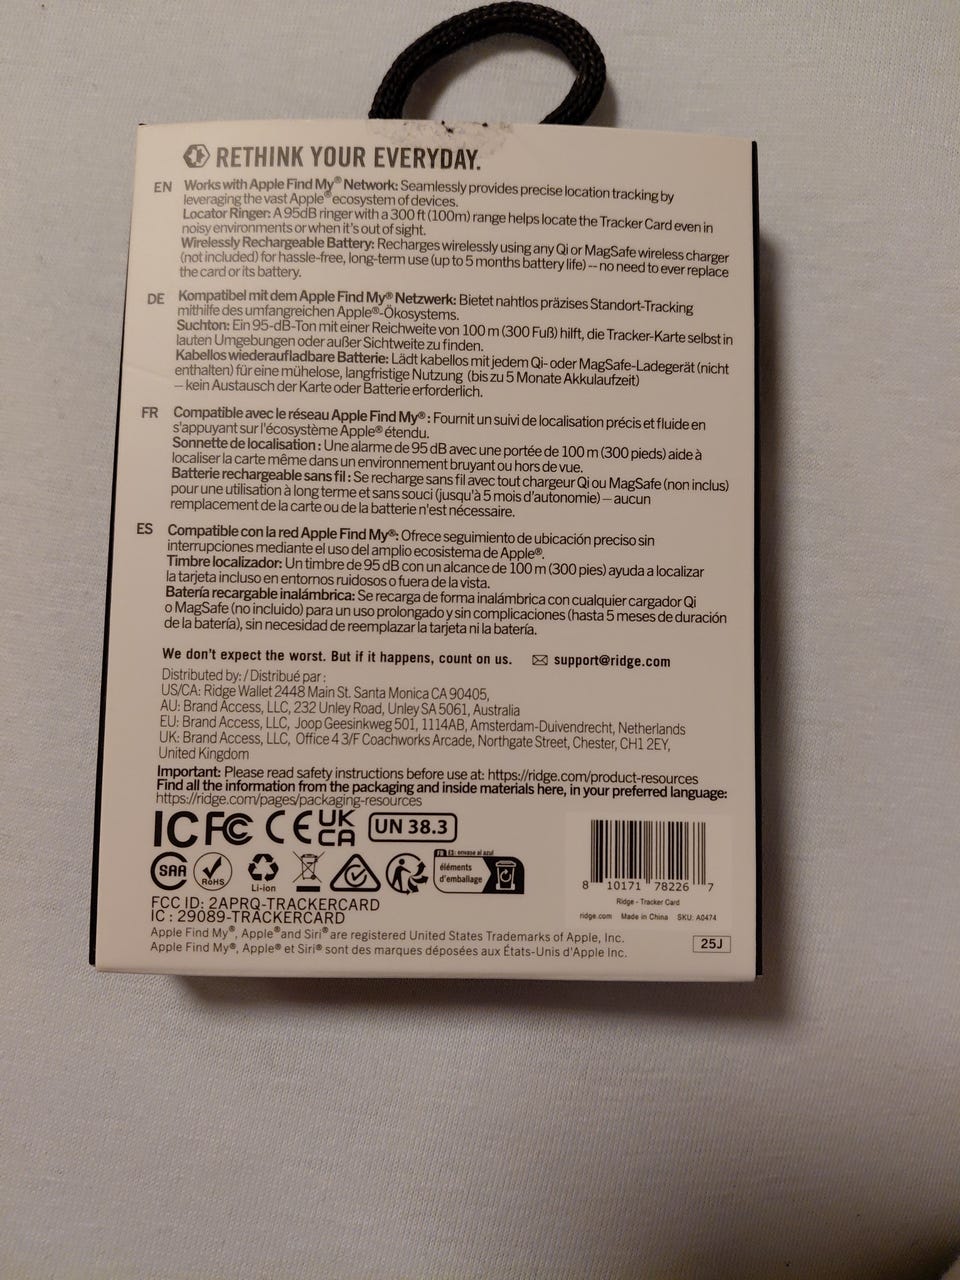 RETHINK YOUR EVERYDAY.
EN Works with Apple Find My® Network: Seamlessly provides precise location tracking by
leveraging the vast Apple® ecosystem of devices.
Locator Ringer: A 95dB ringer with a 300 ft (100m) range helps locate the Tracker Card even in
noisy environments or when it's out of sight.
Wirelessly Rechargeable Battery: Recharges wirelessly using any Qi or MagSafe wireless charger
(not included) for hassle-free, long-term use (up to 5 months battery life) – no need to ever replace
the card or its battery.
DE Kompatibel mit dem Apple Find My® Netzwerk: Bietet nahtlos präzises Standort-Tracking
mithilfe des umfangreichen Apple®-Ökosystems.
Suchton: Ein 95-dB-Ton mit einer Reichweite von 100 m (300 Fuß) hilft, die Tracker-Karte selbst in
lauten Umgebungen oder außer Sichtweite zu finden.
Kabellos wiederaufladbare Batterie: Lädt kabellos mit jedem Qi- oder MagSafe-Ladegerät (nicht
enthalten) für eine mühelose, langfristige Nutzung (bis zu 5 Monate Akkulaufzeit)
– kein Austausch der Karte oder Batterie erforderlich.
FR Compatible avec le réseau Apple Find My® : Fournit un suivi de localisation précis et fluide en
s'appuyant sur l'écosystème Apple® étendu.
Sonnette de localisation : Une alarme de 95 dB avec une portée de 100 m (300 pieds) aide à
localiser la carte même dans un environnement bruyant ou hors de vue.
Batterie rechargeable sans fil : Se recharge sans fil avec tout chargeur Qi ou MagSafe (non inclus)
pour une utilisation à long terme et sans souci (jusqu'à 5 mois d'autonomie) – aucun
remplacement de la carte ou de la batterie n'est nécessaire.
ES Compatible con la red Apple Find My®: Ofrece seguimiento de ubicación preciso sin
interrupciones mediante el uso del amplio ecosistema de Apple®.
Timbre localizador: Un timbre de 95 dB con un alcance de 100 m (300 pies) ayuda a localizar
la tarjeta incluso en entornos ruidosos o fuera de la vista.
Batería recargable inalámbrica: Se recarga de forma inalámbrica con cualquier cargador Qi
o MagSafe (no incluido) para un uso prolongado y sin complicaciones (hasta 5 meses de duración
de la batería), sin necesidad de reemplazar la tarjeta ni la batería.
We don't expect the worst. But if it happens, count on us. support@ridge.com
Distributed by: / Distribué par :
US/CA: Ridge Wallet 2448 Main St. Santa Monica CA 90405,
AU: Brand Access, LLC, 232 Unley Road, Unley SA 5061, Australia
EU: Brand Access, LLC, Joop Geesinkweg 501, 1114AB, Amsterdam-Duivendrecht, Netherlands
UK: Brand Access, LLC, Office 4 3/F Coachworks Arcade, Northgate Street, Chester, CH1 2EY,
United Kingdom
Important: Please read safety instructions before use at: https://ridge.com/product-resources
Find all the information from the packaging and inside materials here, in your preferred language:
https://ridge.com/pages/packaging-resources
IC FC CE UK CA UN 38.3
SAA RoHS Li-ion
FR ES: envase al azul
éléments
d'emballage
8 10171 78226 7
Ridge - Tracker Card
ridge.com Made in China SKU: A0474
FCC ID: 2APRQ-TRACKERCARD
IC : 29089-TRACKERCARD
Apple Find My®, Apple® and Siri® are registered United States Trademarks of Apple, Inc.
Apple Find My®, Apple® et Siri® sont des marques déposées aux États-Unis d'Apple Inc.
25J